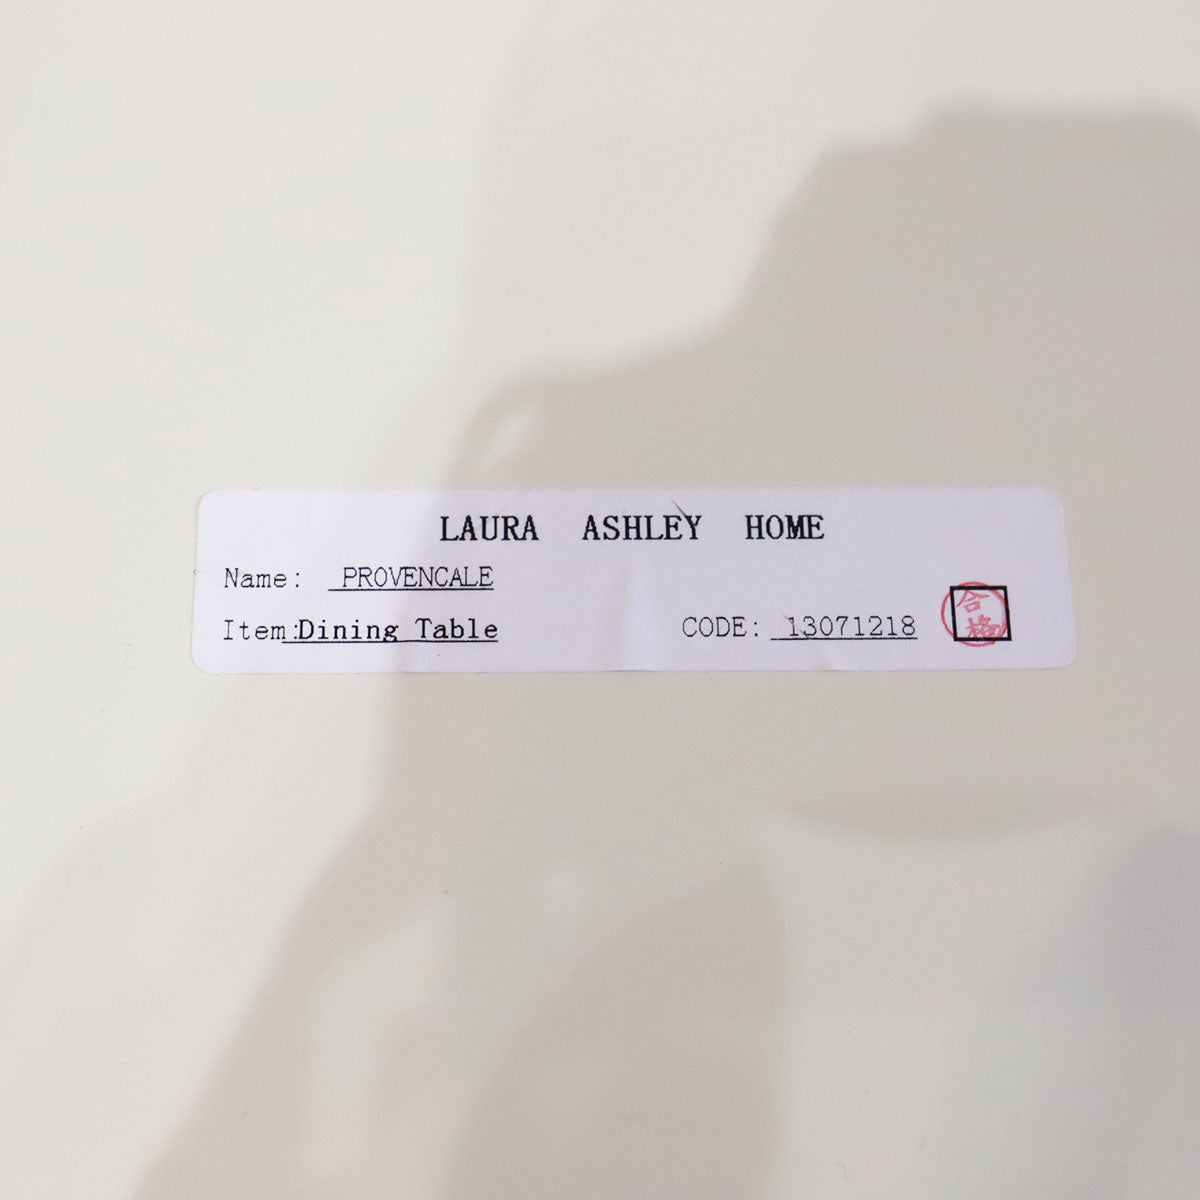 LAURA ASHLEY HOME
Name: PROVENCALE
Item:Dining Table CODE: 13071218
合格